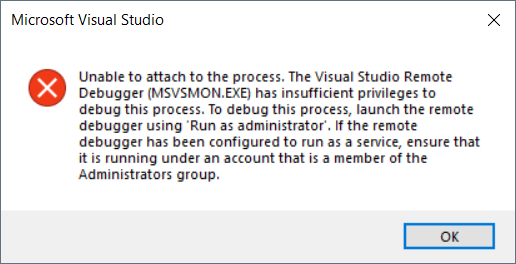 Microsoft Visual Studio
Unable to attach to the process. The Visual Studio Remote
Debugger (MSVSMON.EXE) has insufficient privileges to
debug this process. To debug this process, launch the remote
debugger using 'Run as administrator'. If the remote
debugger has been configured to run as a service, ensure that
it is running under an account that is a member of the
Administrators group.
OK